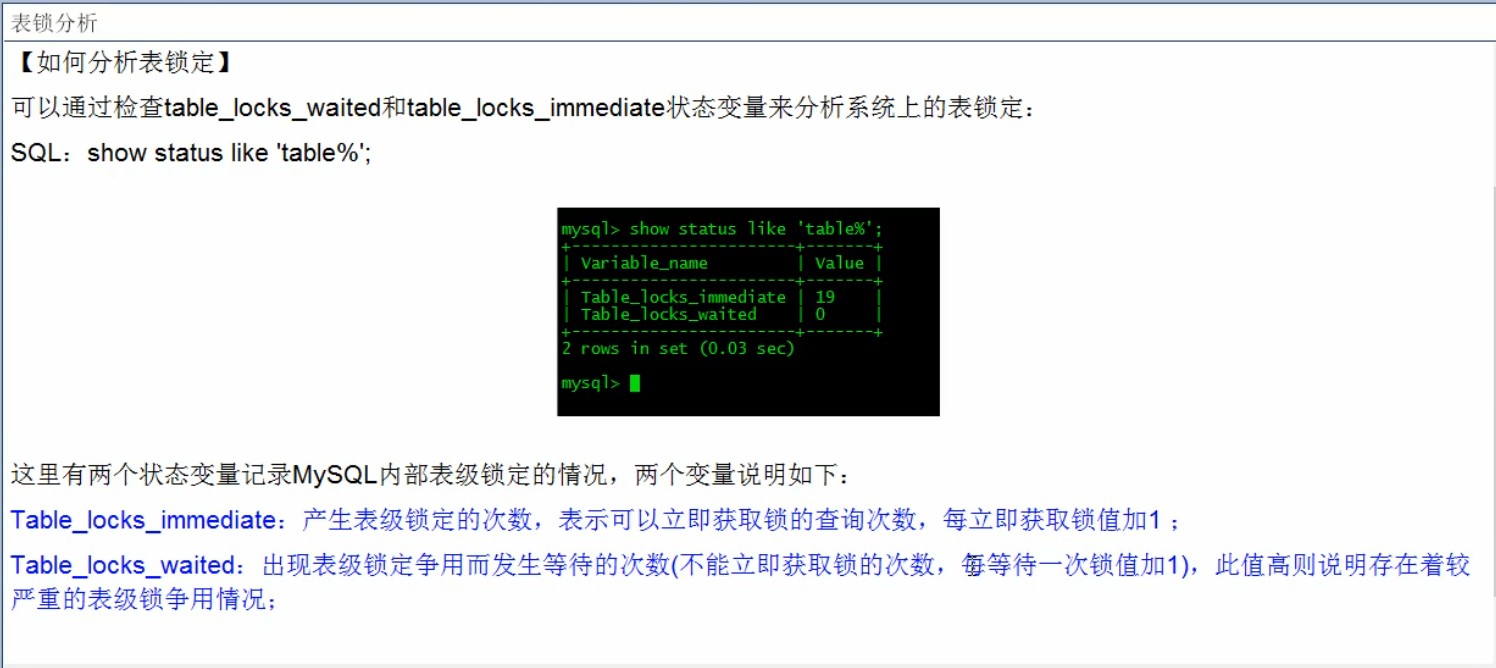 表锁分析
【如何分析表锁定】
可以通过检查table_locks_waited和table_locks_immediate状态变量来分析系统上的表锁定：
SQL：show status like 'table%';
mysql> show status like 'table%';
+-----------------------+-------+
| Variable_name         | Value |
+-----------------------+-------+
| Table_locks_immediate | 19    |
| Table_locks_waited    | 0     |
+-----------------------+-------+
2 rows in set (0.03 sec)
mysql>
这里有两个状态变量记录MySQL内部表级锁定的情况，两个变量说明如下：
Table_locks_immediate：产生表级锁定的次数，表示可以立即获取锁的查询次数，每立即获取锁值加1 ；
Table_locks_waited：出现表级锁定争用而发生等待的次数(不能立即获取锁的次数，每等待一次锁值加1)，此值高则说明存在着较
严重的表级锁争用情况；